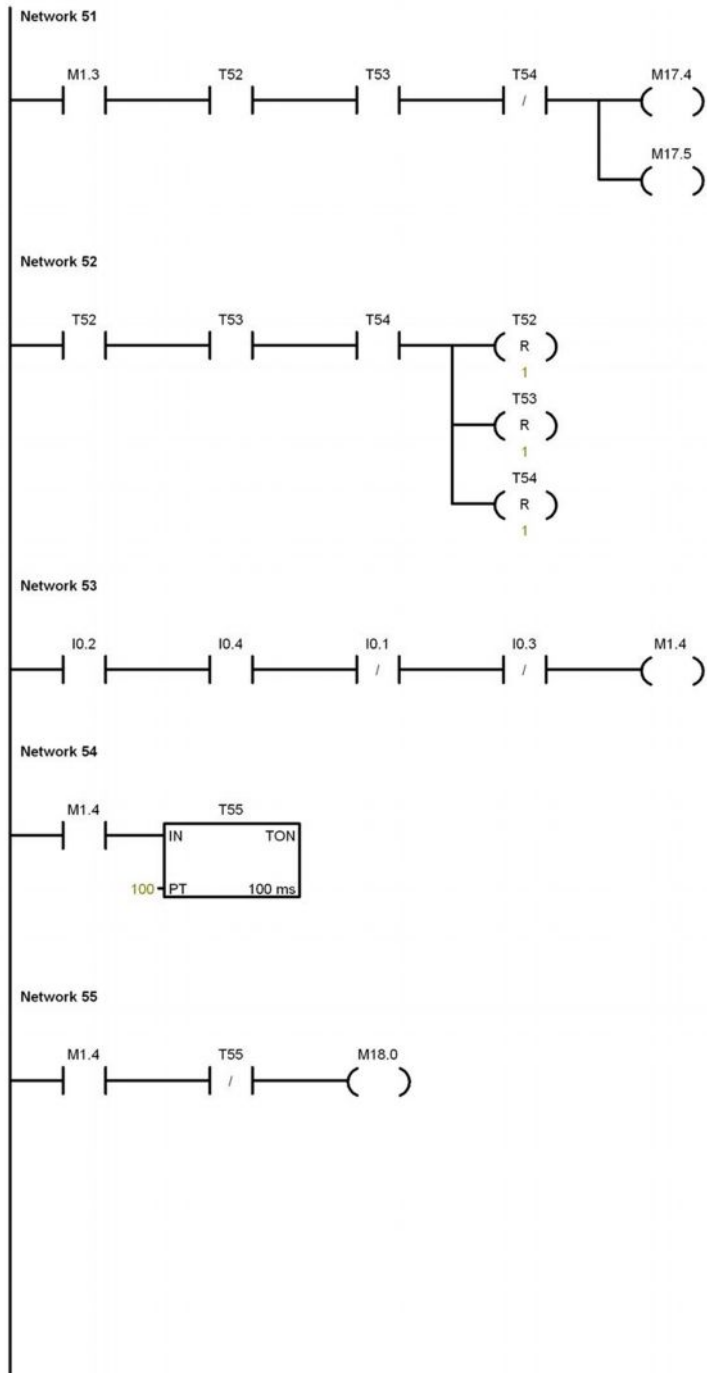 Network 51
M1.3 T52 T53 T54 M17.4
/
M17.5
Network 52
T52 T53 T54 T52
R
1
T53
R
1
T54
R
1
Network 53
I0.2 I0.4 I0.1 I0.3 M1.4
/ /
Network 54
M1.4 T55
IN TON
100 PT 100 ms
Network 55
M1.4 T55 M18.0
/